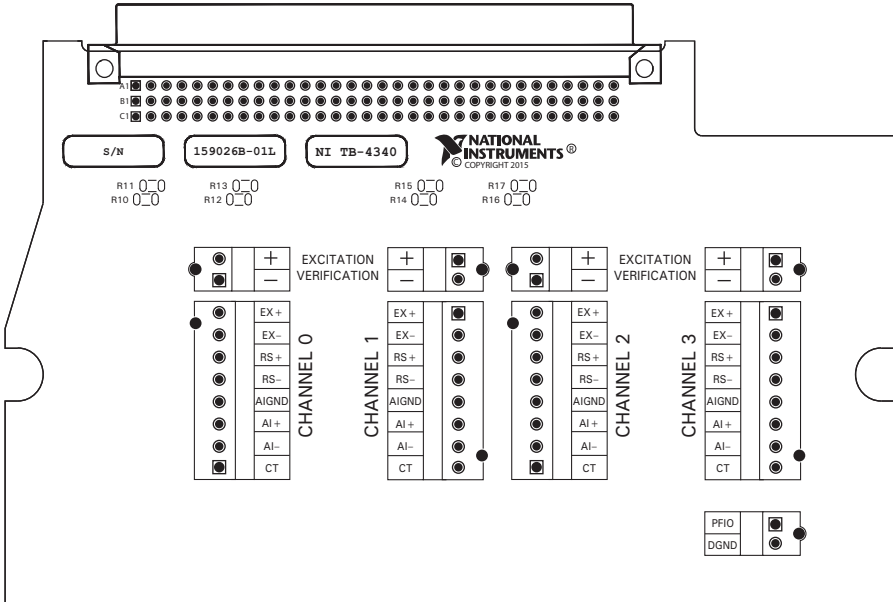 A1
B1
C1
S/N
159026B-01L
NI TB-4340
NATIONAL
INSTRUMENTS ®
© COPYRIGHT 2015
R11
R10
R13
R12
R15
R14
R17
R16
+
−
EXCITATION
VERIFICATION
+
−
+
−
EXCITATION
VERIFICATION
+
−
EX+
EX−
RS+
RS−
AIGND
AI+
AI−
CT
CHANNEL 0
CHANNEL 1
EX+
EX−
RS+
RS−
AIGND
AI+
AI−
CT
EX+
EX−
RS+
RS−
AIGND
AI+
AI−
CT
CHANNEL 2
CHANNEL 3
EX+
EX−
RS+
RS−
AIGND
AI+
AI−
CT
PFI0
DGND